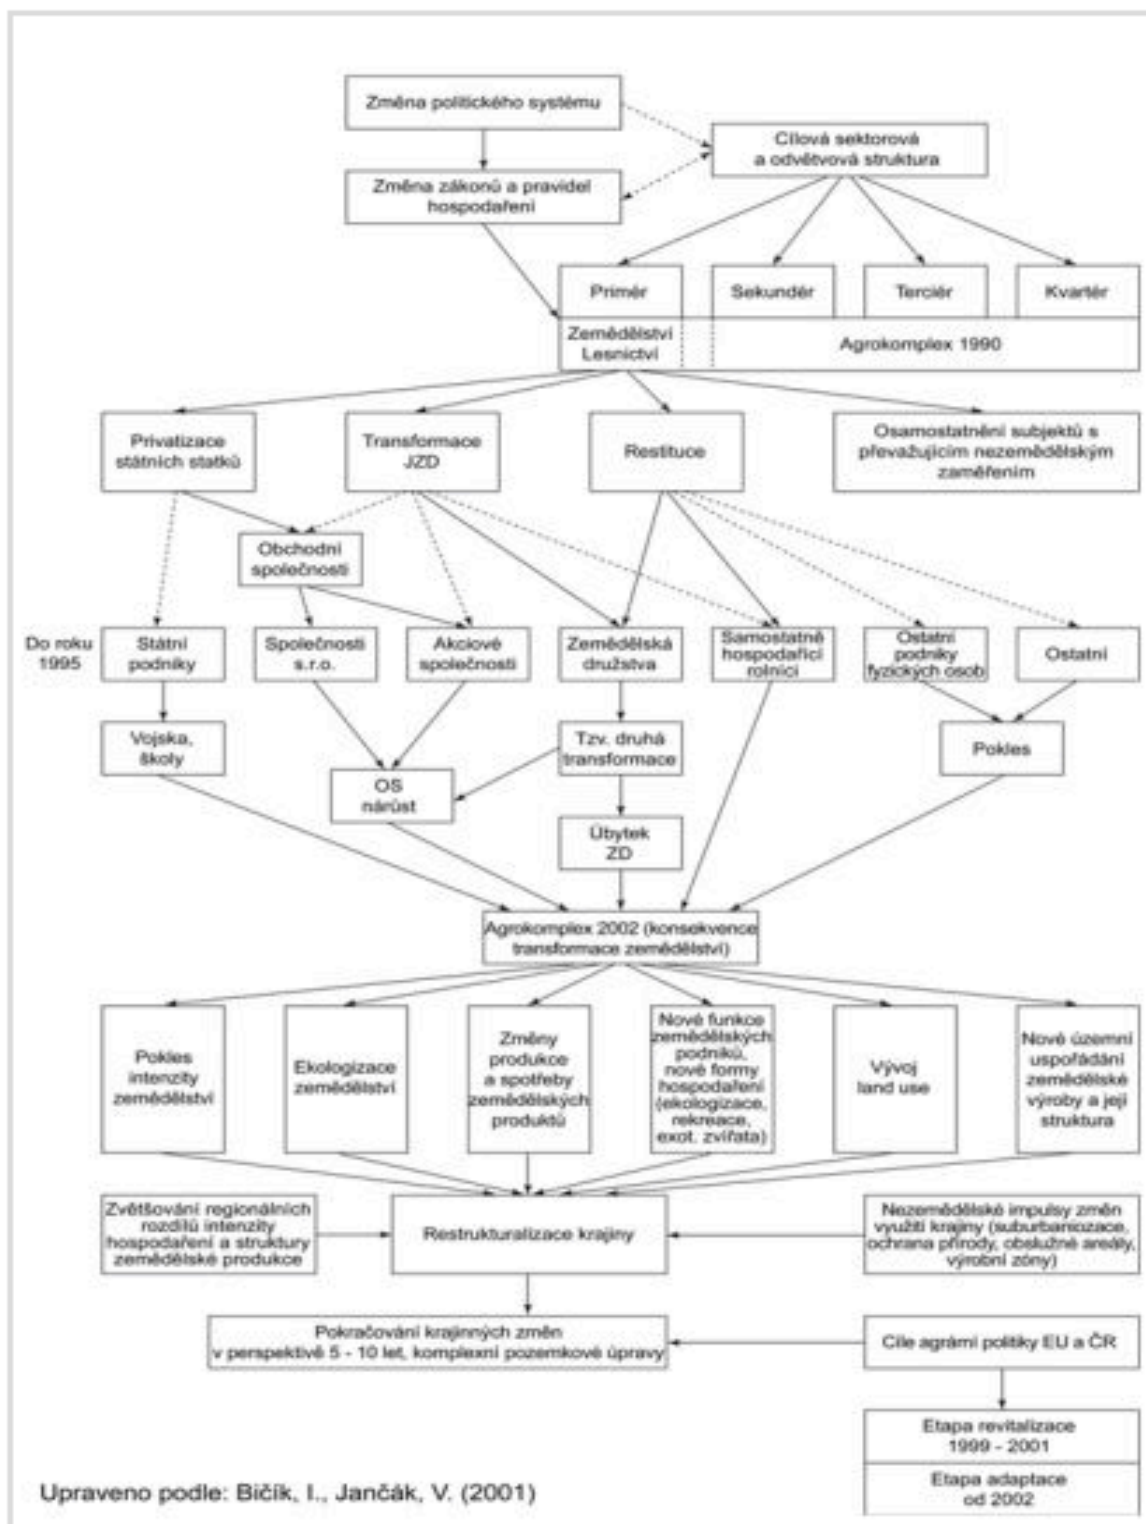 Změna politického systému
Cílová sektorová
a odvětvová struktura
Změna zákonů a pravidel
hospodaření
Primér
Sekundér
Terciér
Kvartér
Zemědělství
Lesnictví
Agrokomplex 1990
Privatizace
státních statků
Transformace
JZD
Restituce
Osamostatnění subjektů s
převažujícím nezemědělským
zaměřením
Obchodní
společnosti
Do roku
1995
Státní
podniky
Společnosti
s.r.o.
Akciové
společnosti
Zemědělská
družstva
Samostatně
hospodařící
rolníci
Ostatní
podniky
fyzických osob
Ostatní
Vojska,
školy
OS
nárůst
Tzv. druhá
transformace
Pokles
Úbytek
ZD
Agrokomplex 2002 (konsekvence
transformace zemědělství)
Pokles
intenzity
zemědělství
Ekologizace
zemědělství
Změny
produkce
a spotřeby
zemědělských
produktů
Nové funkce
zemědělských
podniků,
nové formy
hospodaření
(ekologizace,
rekreace,
exot. zvířata)
Vývoj
land use
Nové územní
uspořádání
zemědělské
výroby a její
struktura
Zvětšování regionálních
rozdílů intenzity
hospodaření a struktury
zemědělské produkce
Restrukturalizace krajiny
Nezemědělské impulsy změn
využití krajiny (suburbaniozace,
ochrana přírody, obslužné areály,
výrobní zóny)
Pokračování krajinných změn
v perspektivě 5 - 10 let, komplexní pozemkové úpravy
Cíle agrární politiky EU a ČR
Etapa revitalizace
1999 - 2001
Etapa adaptace
od 2002
Upraveno podle: Bičík, I., Jančák, V. (2001)